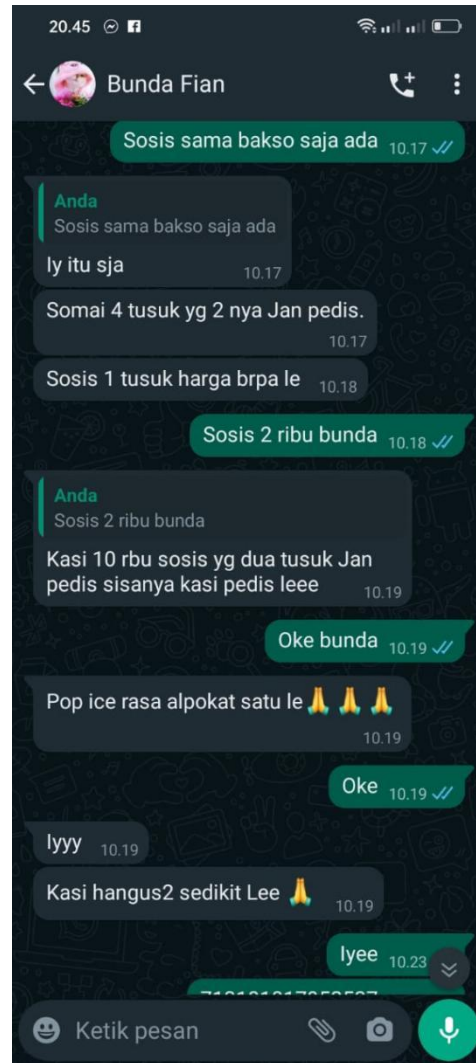 20.45
Bunda Fian
Sosis sama bakso saja ada 10.17
Anda
Sosis sama bakso saja ada
Iy itu sja 10.17
Somai 4 tusuk yg 2 nya Jan pedis.
10.17
Sosis 1 tusuk harga brpa le 10.18
Sosis 2 ribu bunda 10.18
Anda
Sosis 2 ribu bunda
Kasi 10 rbu sosis yg dua tusuk Jan
pedis sisanya kasi pedis leee 10.19
Oke bunda 10.19
Pop ice rasa alpokat satu le🙏🙏🙏
10.19
Oke 10.19
Iyyy 10.19
Kasi hangus2 sedikit Lee 🙏 10.19
Iyee 10.23
Ketik pesan